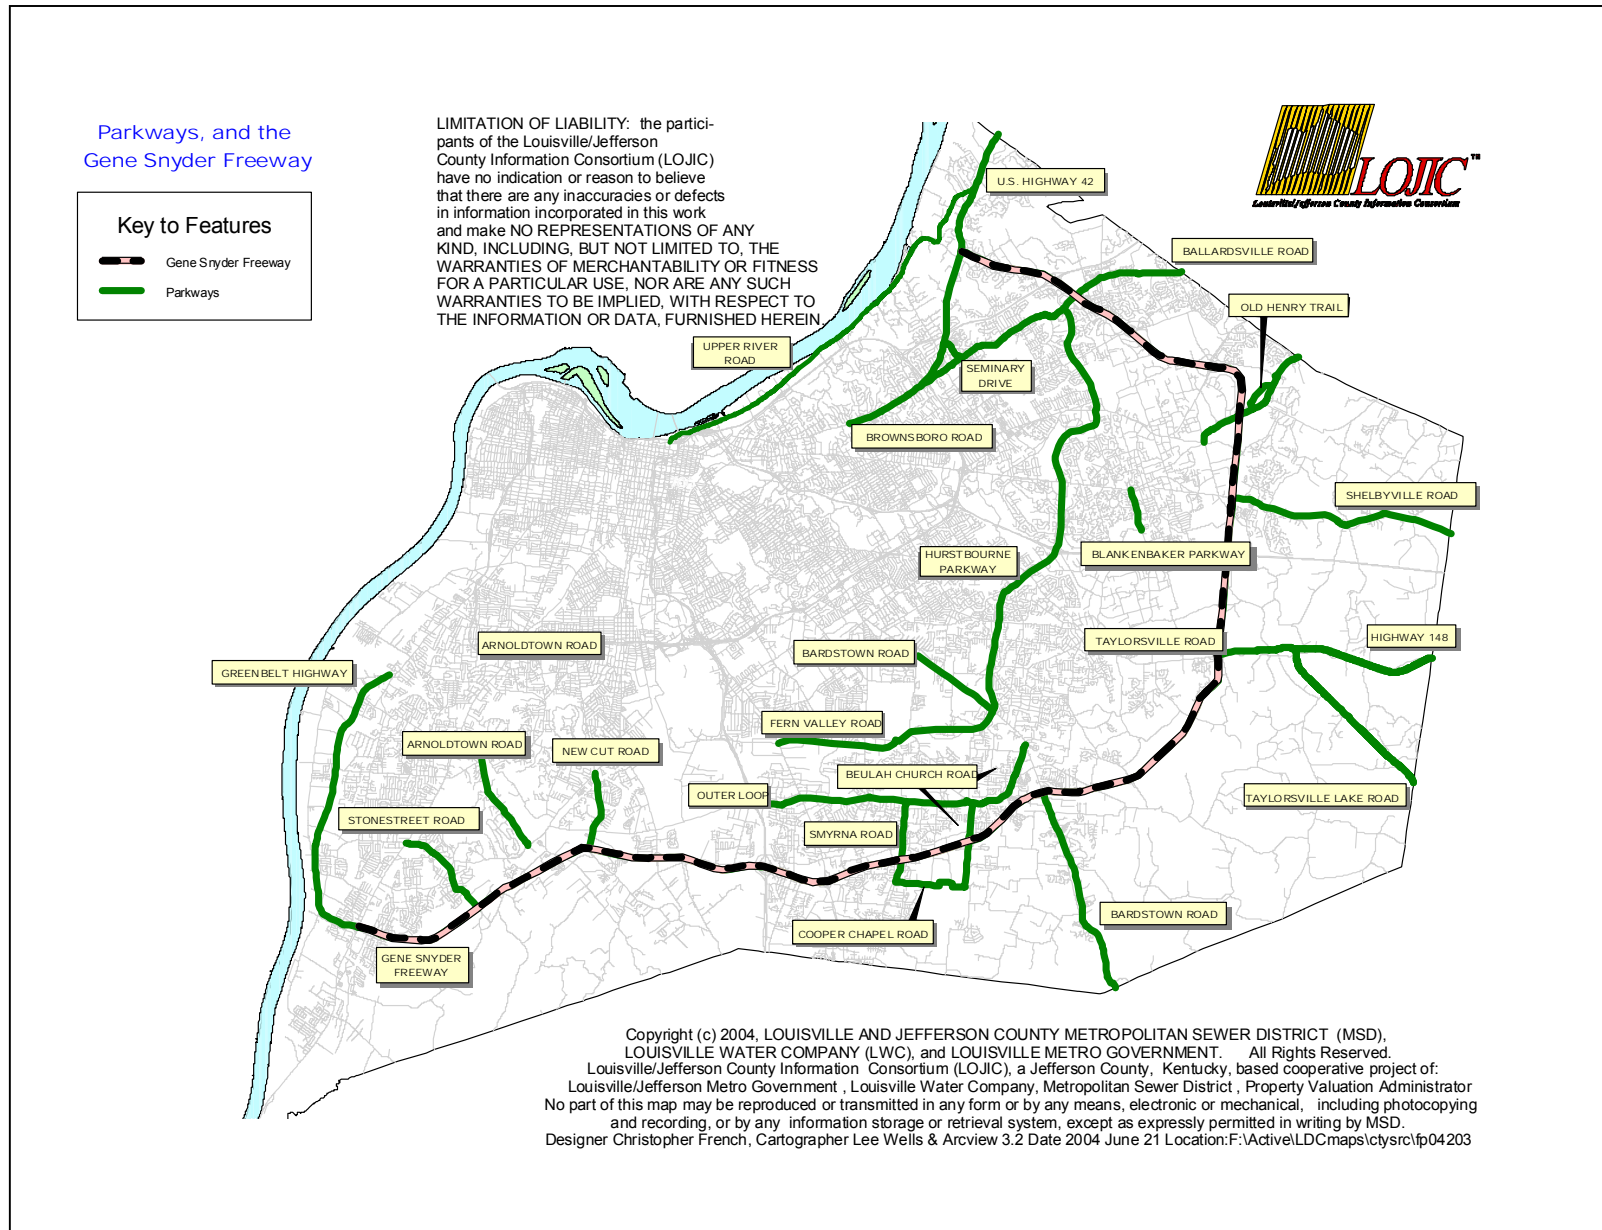 Parkways, and the
Gene Snyder Freeway
Key to Features
Gene Snyder Freeway
Parkways
LIMITATION OF LIABILITY: the partici-
pants of the Louisville/Jefferson
County Information Consortium (LOJIC)
have no indication or reason to believe
that there are any inaccuracies or defects
in information incorporated in this work
and make NO REPRESENTATIONS OF ANY
KIND, INCLUDING, BUT NOT LIMITED TO, THE
WARRANTIES OF MERCHANTABILITY OR FITNESS
FOR A PARTICULAR USE, NOR ARE ANY SUCH
WARRANTIES TO BE IMPLIED, WITH RESPECT TO
THE INFORMATION OR DATA, FURNISHED HEREIN.
LOJIC™
Louisville/Jefferson County Information Consortium
U.S. HIGHWAY 42
BALLARDSVILLE ROAD
OLD HENRY TRAIL
UPPER RIVER
ROAD
SEMINARY
DRIVE
BROWNSBORO ROAD
SHELBYVILLE ROAD
HURSTBOURNE
PARKWAY
BLANKENBAKER PARKWAY
ARNOLDTOWN ROAD
BARDSTOWN ROAD
TAYLORSVILLE ROAD
HIGHWAY 148
GREENBELT HIGHWAY
FERN VALLEY ROAD
ARNOLDTOWN ROAD
NEW CUT ROAD
BEULAH CHURCH ROAD
OUTER LOOP
TAYLORSVILLE LAKE ROAD
STONESTREET ROAD
SMYRNA ROAD
BARDSTOWN ROAD
COOPER CHAPEL ROAD
GENE SNYDER
FREEWAY
Copyright (c) 2004, LOUISVILLE AND JEFFERSON COUNTY METROPOLITAN SEWER DISTRICT (MSD),
LOUISVILLE WATER COMPANY (LWC), and LOUISVILLE METRO GOVERNMENT. All Rights Reserved.
Louisville/Jefferson County Information Consortium (LOJIC), a Jefferson County, Kentucky, based cooperative project of:
Louisville/Jefferson Metro Government , Louisville Water Company, Metropolitan Sewer District , Property Valuation Administrator
No part of this map may be reproduced or transmitted in any form or by any means, electronic or mechanical, including photocopying
and recording, or by any information storage or retrieval system, except as expressly permitted in writing by MSD.
Designer Christopher French, Cartographer Lee Wells & Arcview 3.2 Date 2004 June 21 Location:F:\Active\LDCmaps\ctysrc\fp04203